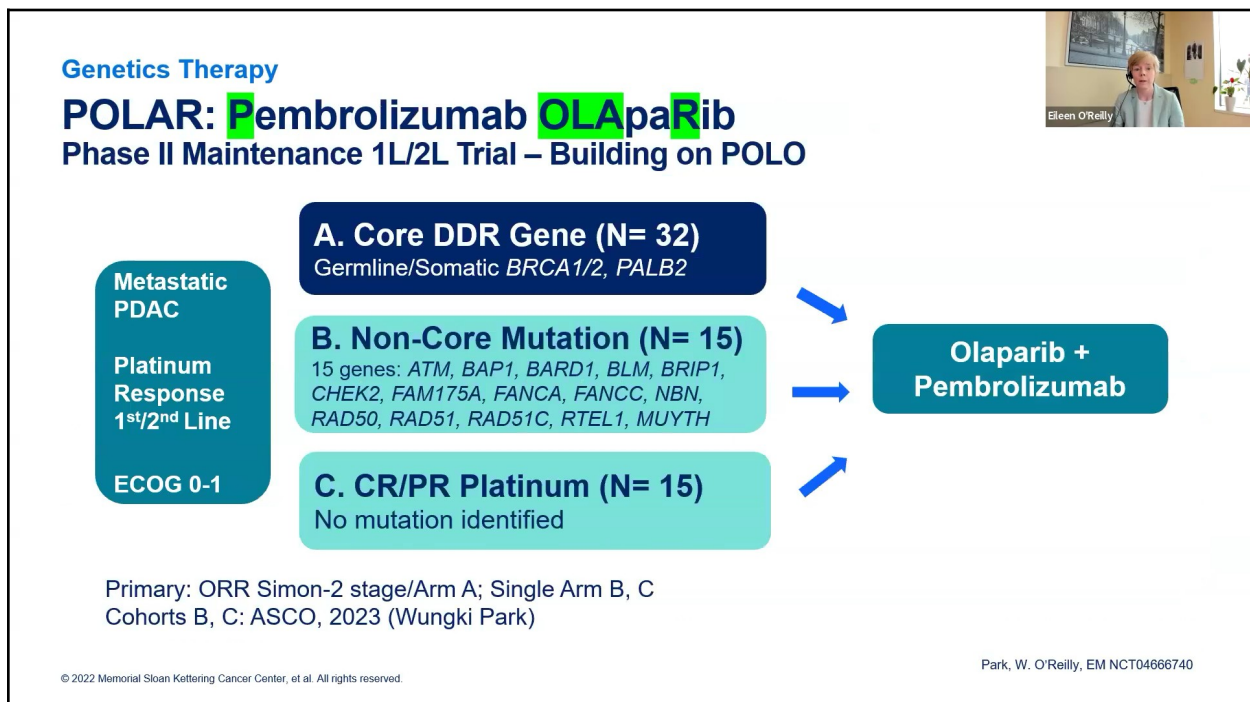 Genetics Therapy
POLAR: Pembrolizumab OLApaRib
Phase II Maintenance 1L/2L Trial – Building on POLO
Eileen O'Reilly
Metastatic
PDAC
Platinum
Response
1st/2nd Line
ECOG 0-1
A. Core DDR Gene (N= 32)
Germline/Somatic BRCA1/2, PALB2
B. Non-Core Mutation (N= 15)
15 genes: ATM, BAP1, BARD1, BLM, BRIP1,
CHEK2, FAM175A, FANCA, FANCC, NBN,
RAD50, RAD51, RAD51C, RTEL1, MUYTH
C. CR/PR Platinum (N= 15)
No mutation identified
Olaparib +
Pembrolizumab
Primary: ORR Simon-2 stage/Arm A; Single Arm B, C
Cohorts B, C: ASCO, 2023 (Wungki Park)
Park, W. O'Reilly, EM NCT04666740
© 2022 Memorial Sloan Kettering Cancer Center, et al. All rights reserved.